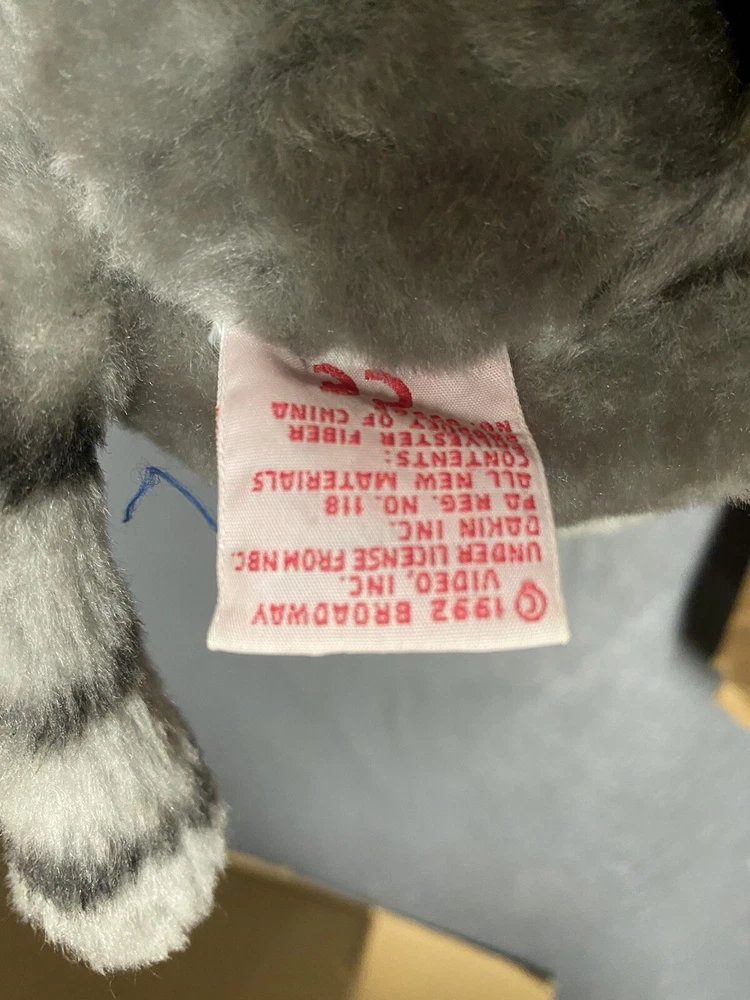 © 1992 BROADWAY
VIDEO, INC.
UNDER LICENSE FROM NBC.
DAKIN INC.
PA REG. NO. 118
ALL NEW MATERIALS
CONTENTS:
POLYESTER FIBER
OF CHINA
CE